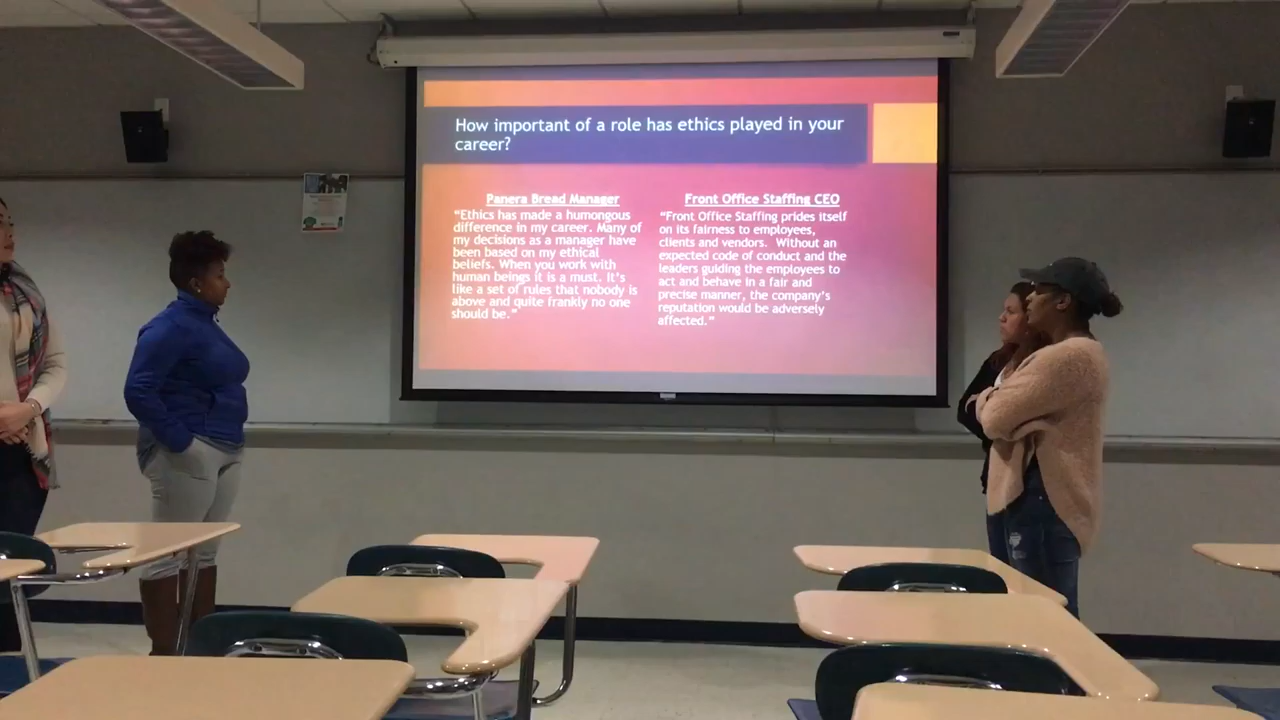 How important of a role has ethics played in your
career?
Panera Bread Manager
“Ethics has made a humongous
difference in my career. Many of
my decisions as a manager have
been based on my ethical
beliefs. When you work with
human beings it is a must. It’s
like a set of rules that nobody is
above and quite frankly no one
should be.”
Front Office Staffing CEO
“Front Office Staffing prides itself
on its fairness to employees,
clients and vendors. Without an
expected code of conduct and the
leaders guiding the employees to
act and behave in a fair and
precise manner, the company’s
reputation would be adversely
affected.”